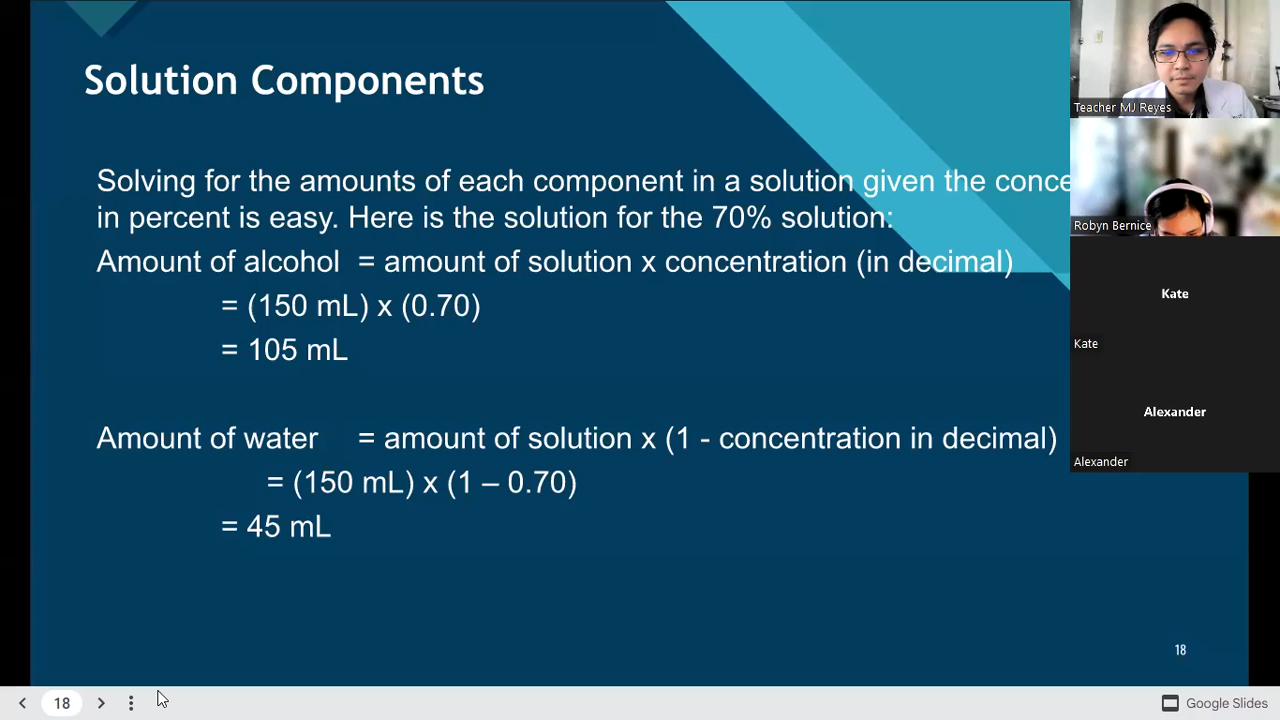 Solution Components
Solving for the amounts of each component in a solution given the conce
in percent is easy. Here is the solution for the 70% solution:
Amount of alcohol = amount of solution x concentration (in decimal)
= (150 mL) x (0.70)
= 105 mL
Amount of water = amount of solution x (1 - concentration in decimal)
= (150 mL) x (1 – 0.70)
= 45 mL
18
Teacher MJ Reyes
Robyn Bernice
Kate
Kate
Alexander
Alexander
18
Google Slides